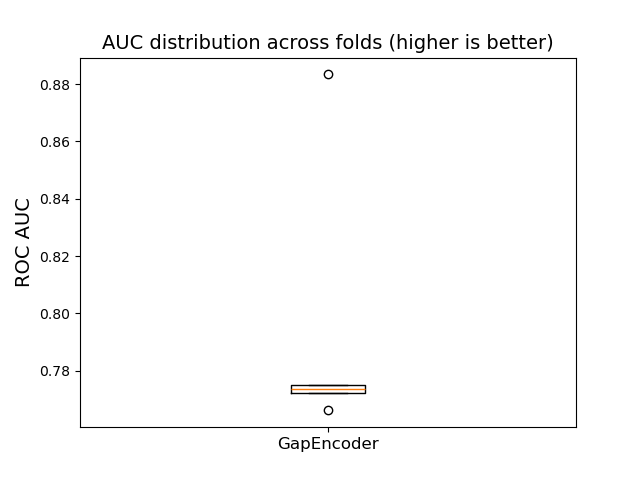 AUC distribution across folds (higher is better)
0.88
0.86
0.84
0.82
0.80
0.78
ROC AUC
GapEncoder